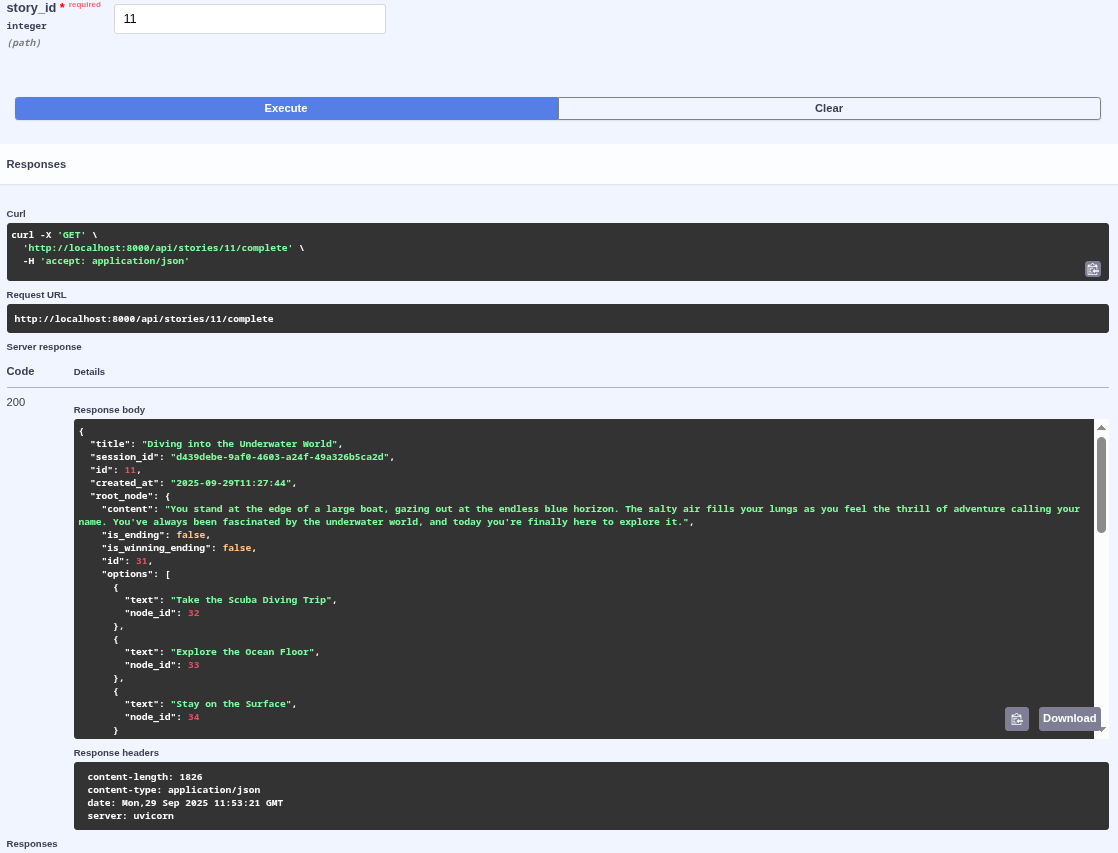 story_id * required
integer
(path)
11
Execute
Clear
Responses
Curl
curl -X 'GET' \
'http://localhost:8000/api/stories/11/complete' \
-H 'accept: application/json'
Request URL
http://localhost:8000/api/stories/11/complete
Server response
Code
Details
200
Response body
{
"title": "Diving into the Underwater World",
"session_id": "d439debe-9af0-4603-a24f-49a326b5ca2d",
"id": 11,
"created_at": "2025-09-29T11:27:44",
"root_node": {
"content": "You stand at the edge of a large boat, gazing out at the endless blue horizon. The salty air fills your lungs as you feel the thrill of adventure calling your
name. You've always been fascinated by the underwater world, and today you're finally here to explore it.",
"is_ending": false,
"is_winning_ending": false,
"id": 31,
"options": [
{
"text": "Take the Scuba Diving Trip",
"node_id": 32
},
{
"text": "Explore the Ocean Floor",
"node_id": 33
},
{
"text": "Stay on the Surface",
"node_id": 34
}
Download
Response headers
content-length: 1826
content-type: application/json
date: Mon,29 Sep 2025 11:53:21 GMT
server: uvicorn
Responses